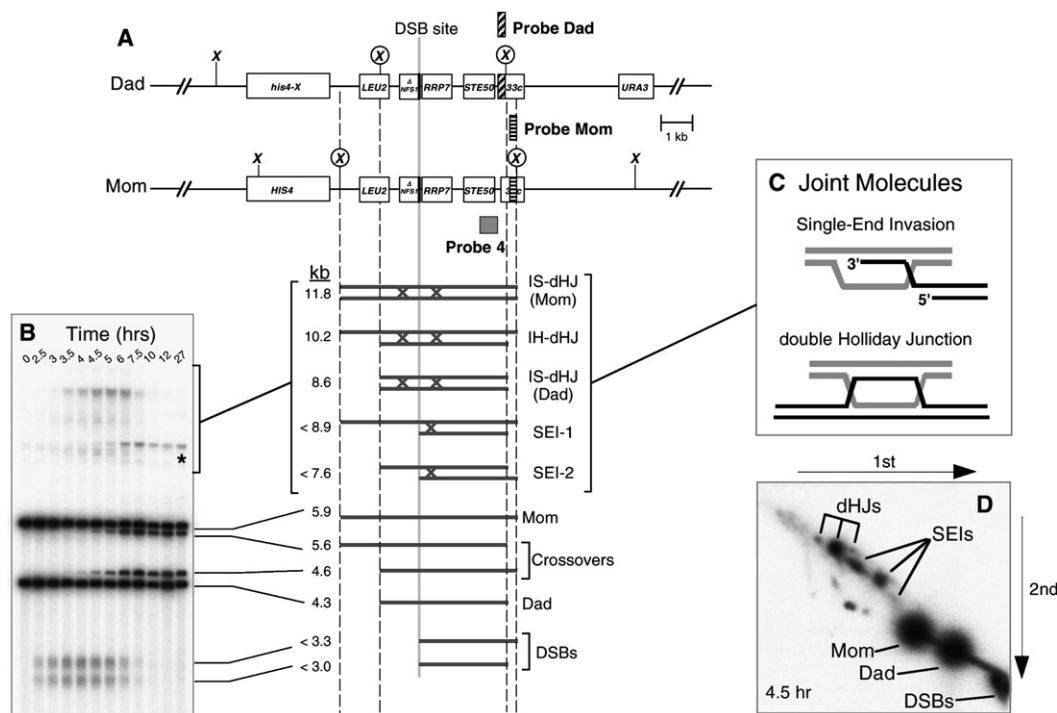 A
DSB site
Probe Dad
X
X
X
Dad
his4-X
LEU2
Δ
NFS1
RRP7
STE50
33c
URA3
1 kb
Probe Mom
X
X
X
X
Mom
HIS4
LEU2
Δ
NFS1
RRP7
STE50
Probe 4
C Joint Molecules
Single-End Invasion
3'
5'
double Holliday Junction
kb
11.8
IS-dHJ
(Mom)
10.2
IH-dHJ
8.6
IS-dHJ
(Dad)
< 8.9
SEI-1
< 7.6
SEI-2
5.9
Mom
5.6
Crossovers
4.6
4.3
Dad
< 3.3
DSBs
< 3.0
B
Time (hrs)
0 2.5 3 3.5 4 4.5 5 6 7.5 10 12 27
*
1st
D
dHJs
SEIs
2nd
Mom
Dad
DSBs
4.5 hr